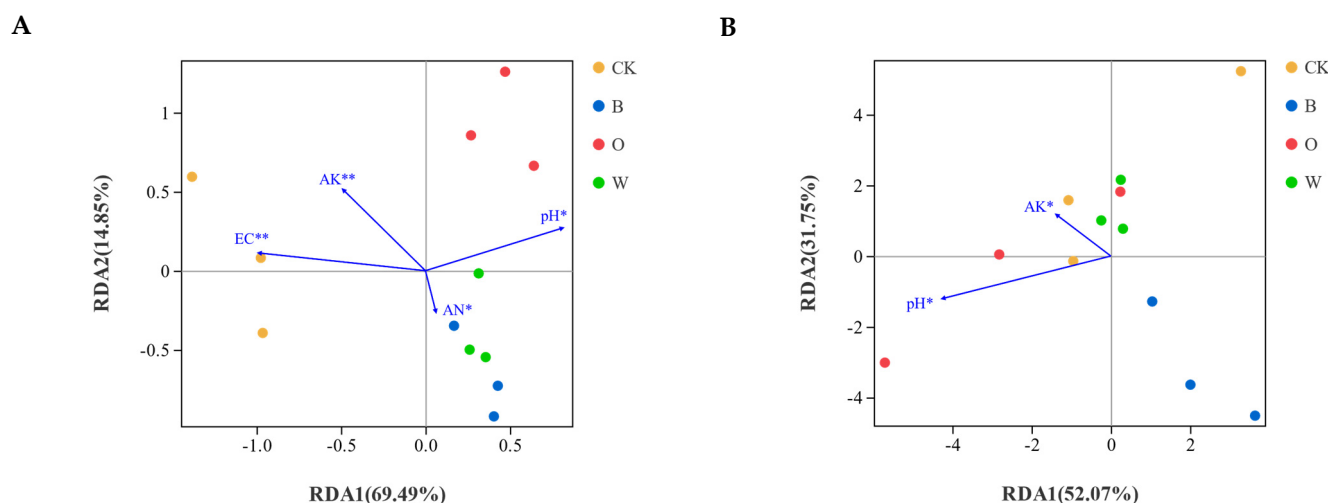 A
CK
B
O
W
1
0.5
0
-0.5
AK**
pH*
EC**
AN*
-1.0
-0.5
0.0
0.5
RDA2(14.85%)
RDA1(69.49%)
B
CK
B
O
W
4
2
0
-2
-4
AK*
pH*
-4
-2
0
2
RDA2(31.75%)
RDA1(52.07%)